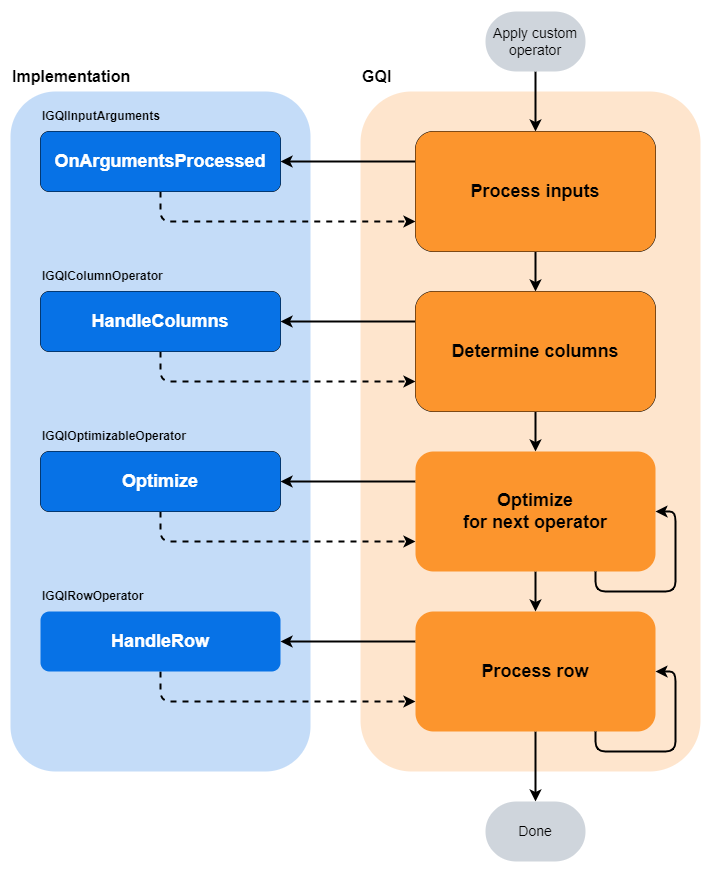 Apply custom
operator
Implementation
GQI
IGQIInputArguments
OnArgumentsProcessed
Process inputs
IGQIColumnOperator
HandleColumns
Determine columns
IGQIOptimizableOperator
Optimize
Optimize
for next operator
IGQIRowOperator
HandleRow
Process row
Done